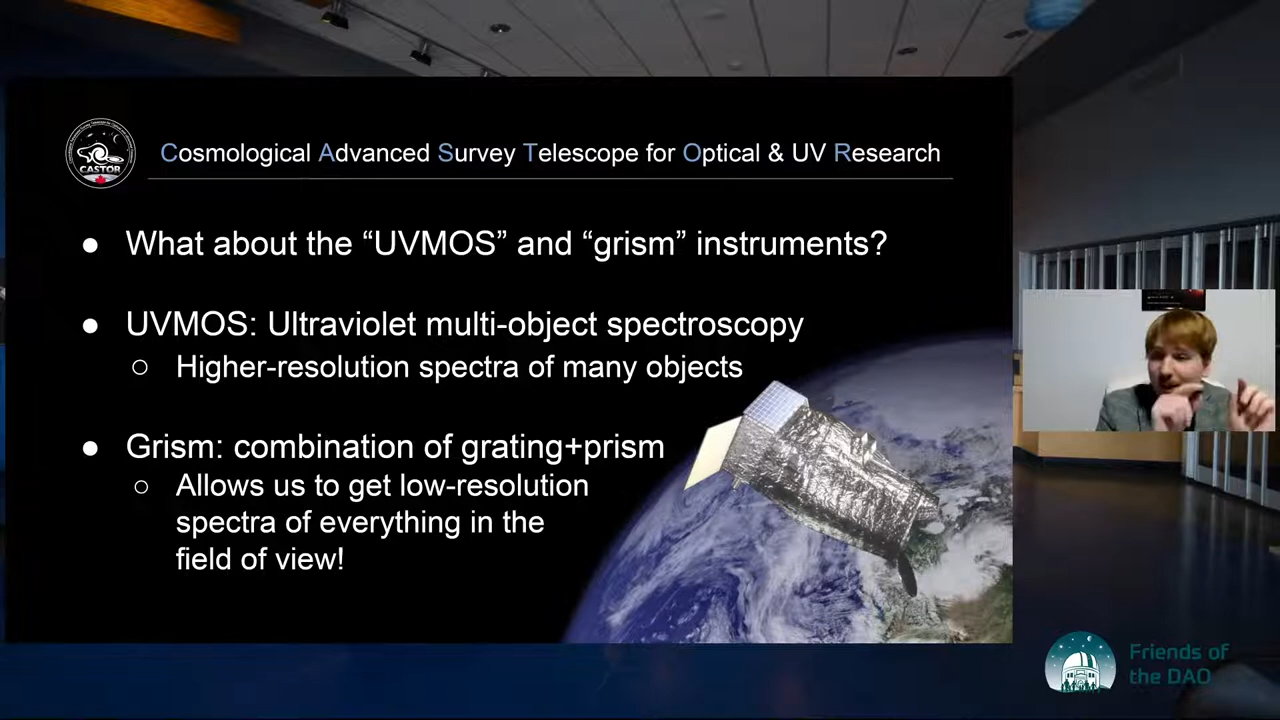 CASTOR
Cosmological Advanced Survey Telescope for Optical & UV Research
● What about the “UVMOS” and “grism” instruments?
● UVMOS: Ultraviolet multi-object spectroscopy
○ Higher-resolution spectra of many objects
● Grism: combination of grating+prism
○ Allows us to get low-resolution
spectra of everything in the
field of view!
Friends of
the DAO